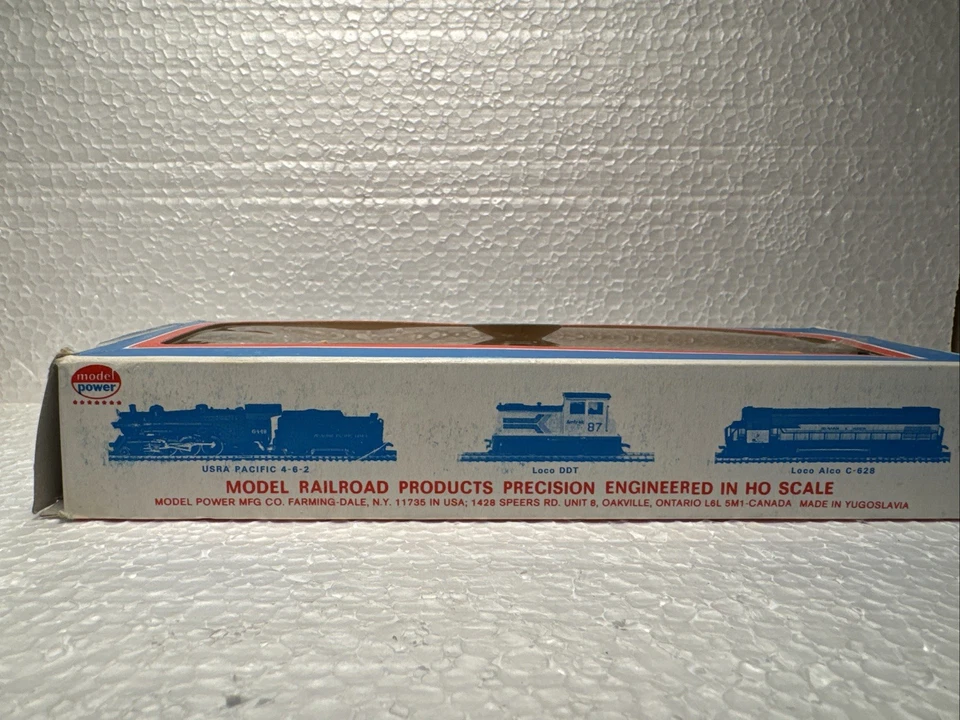 model
power
87
USRA PACIFIC 4-6-2
Loco DDT
Loco Alco C-628
MODEL RAILROAD PRODUCTS PRECISION ENGINEERED IN HO SCALE
MODEL POWER MFG CO. FARMING-DALE, N.Y. 11735 IN USA; 1428 SPEERS RD. UNIT 8, OAKVILLE, ONTARIO L6L 5M1-CANADA MADE IN YUGOSLAVIA